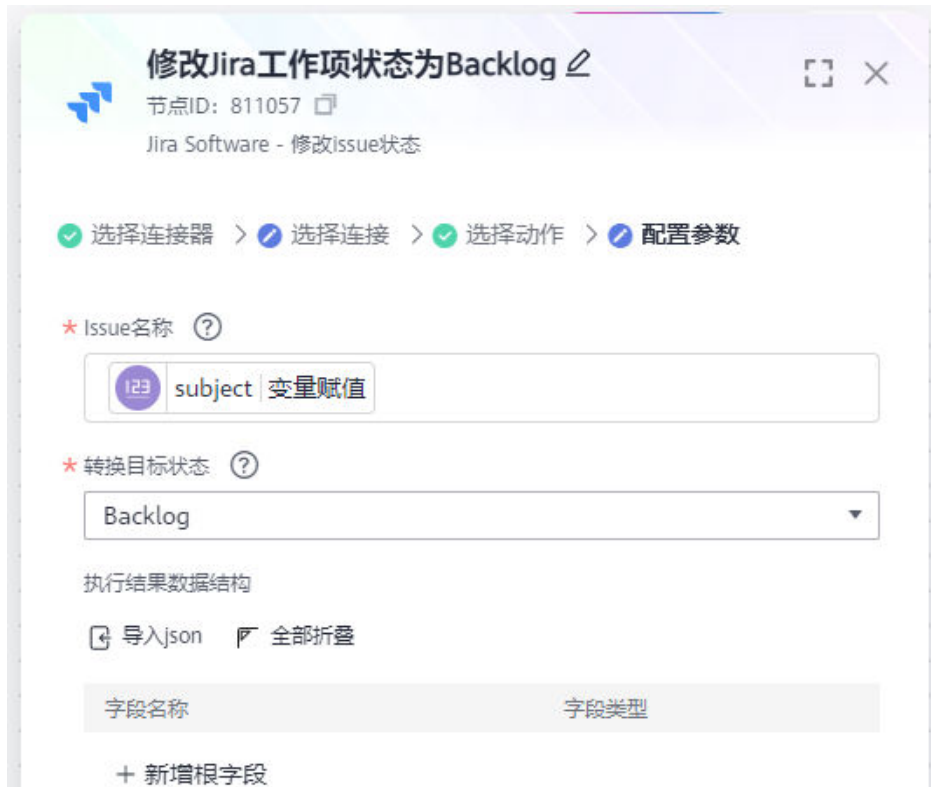 修改Jira工作项状态为Backlog
节点ID：811057
Jira Software - 修改issue状态
选择连接器 > 选择连接 > 选择动作 > 配置参数
* Issue名称 ?
123 subject 变量赋值
* 转换目标状态 ?
Backlog
执行结果数据结构
导入json 全部折叠
字段名称 字段类型
+ 新增根字段